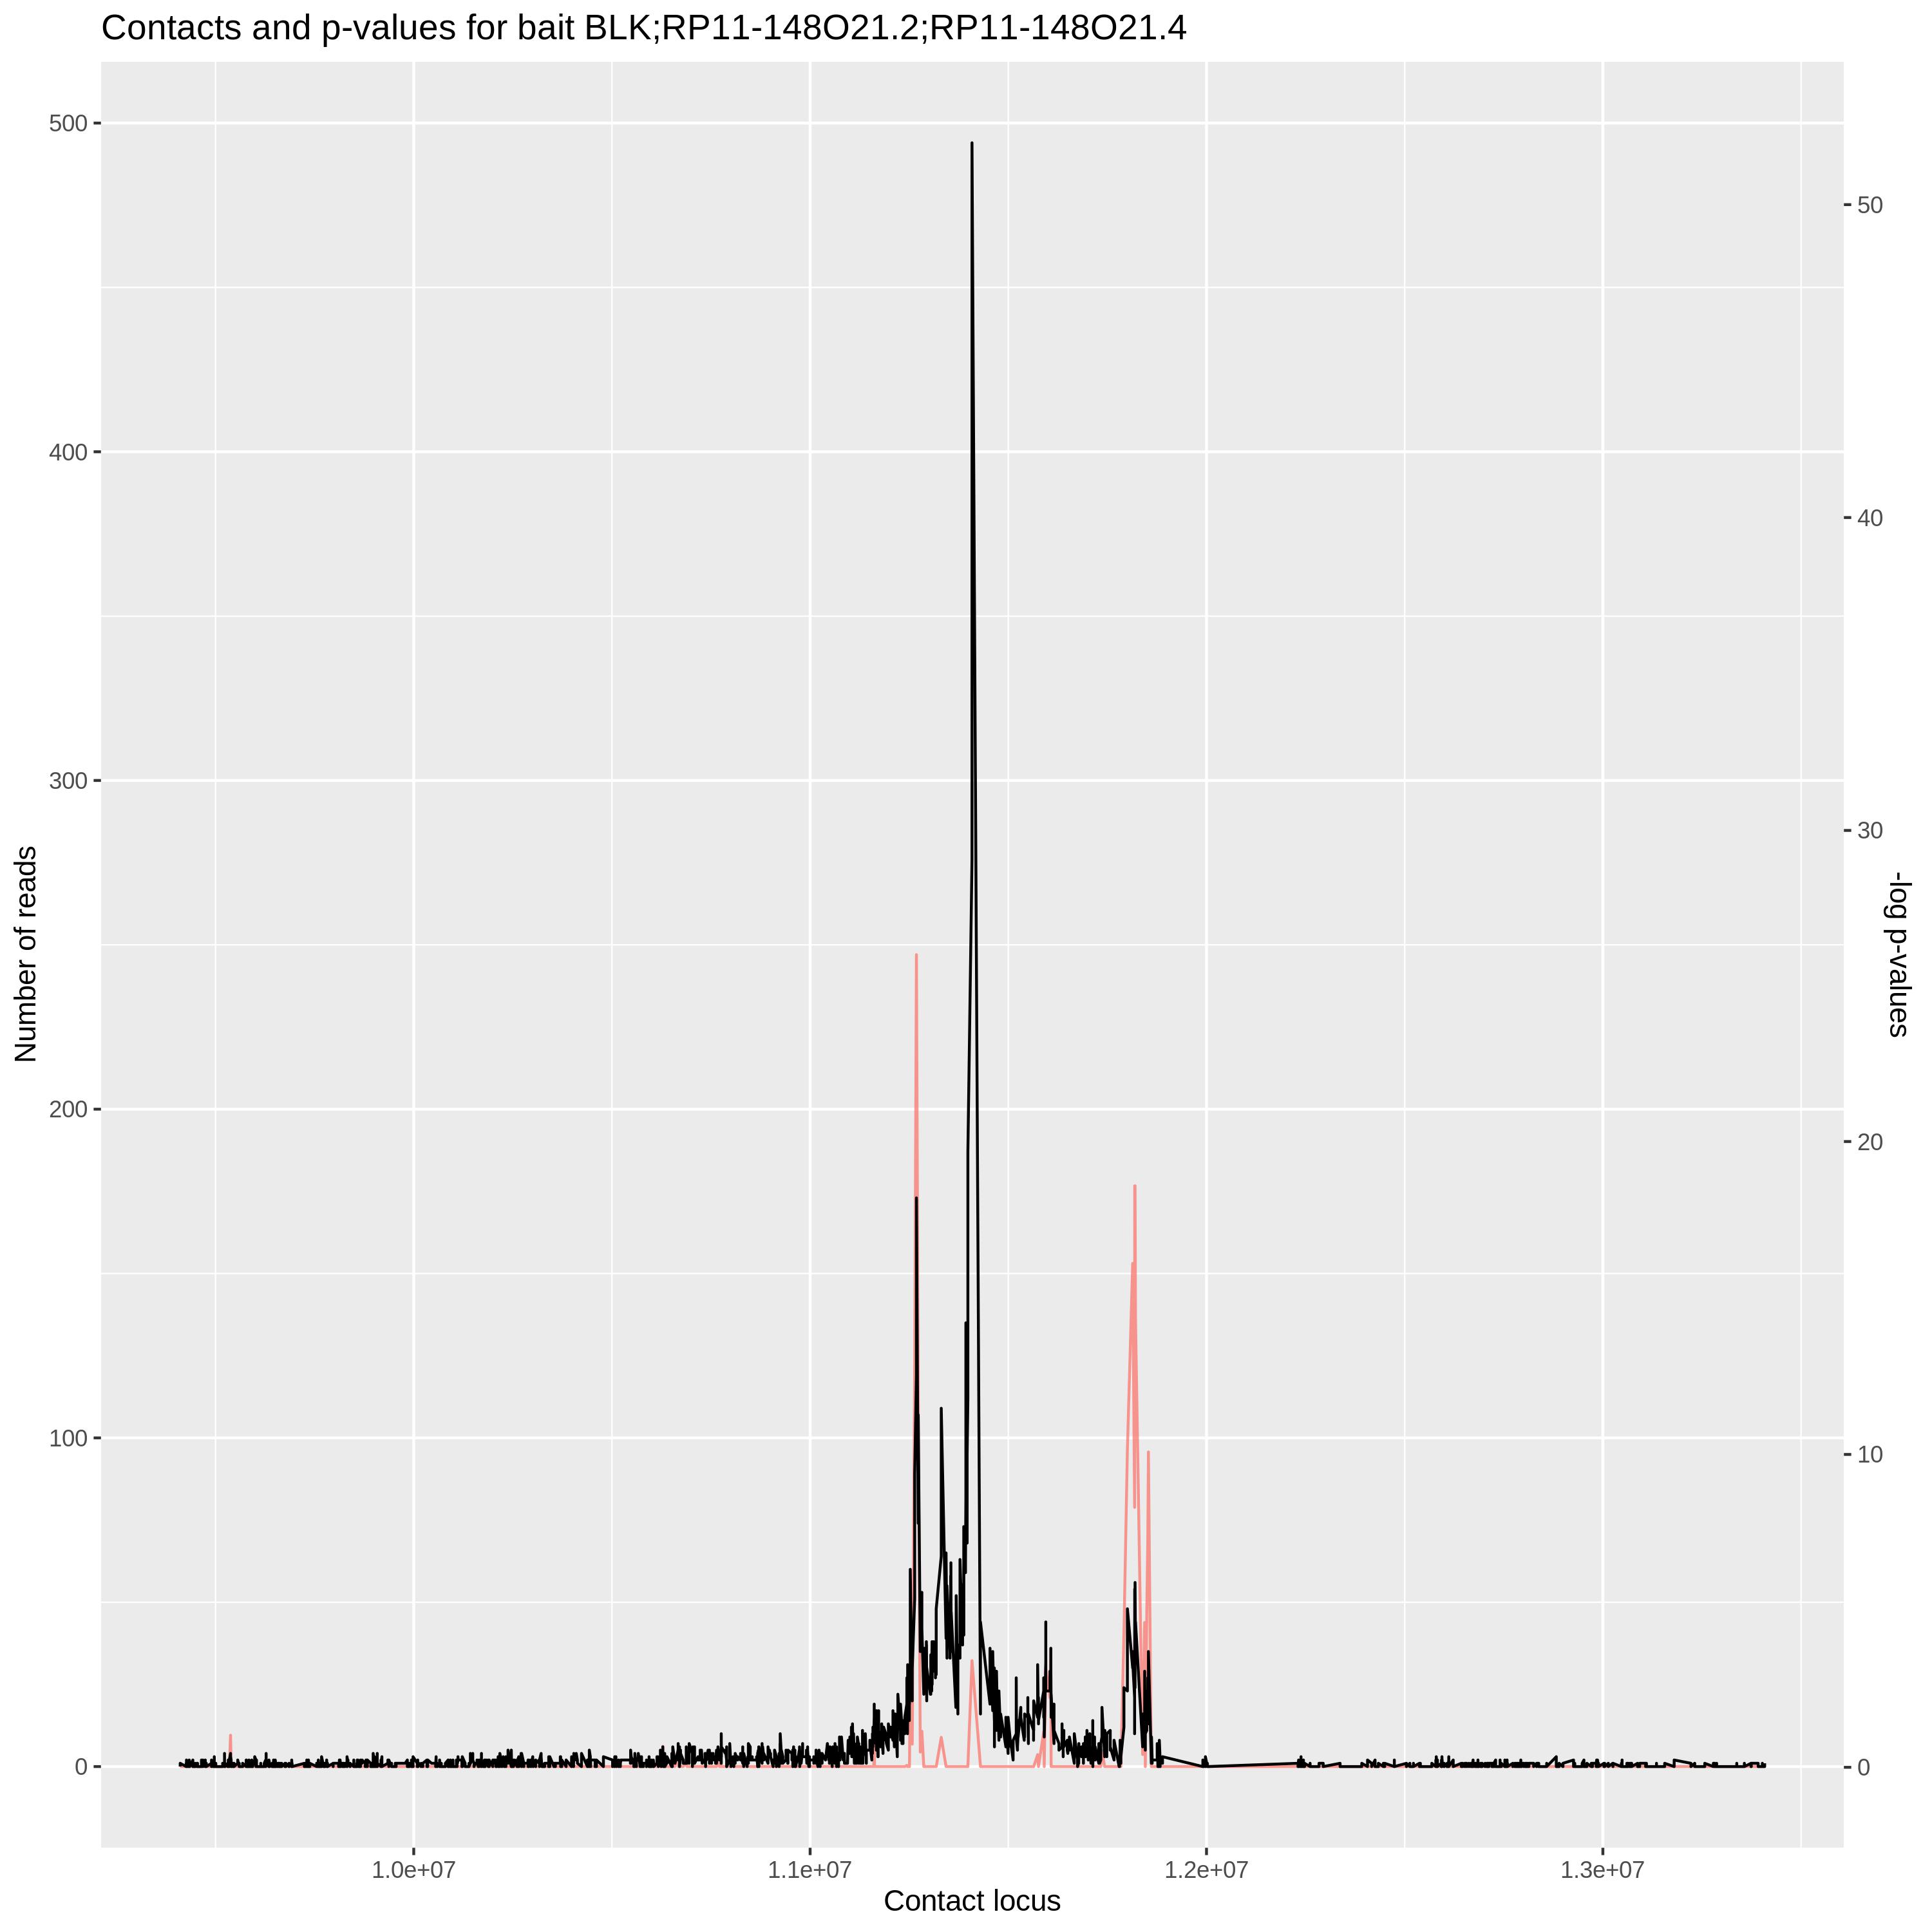 Contacts and p-values for bait BLK;RP11-148O21.2;RP11-148O21.4
500
400
300
200
100
0
Number of reads
50
40
30
20
10
0
-log p-values
1.0e+07
1.1e+07
1.2e+07
1.3e+07
Contact locus